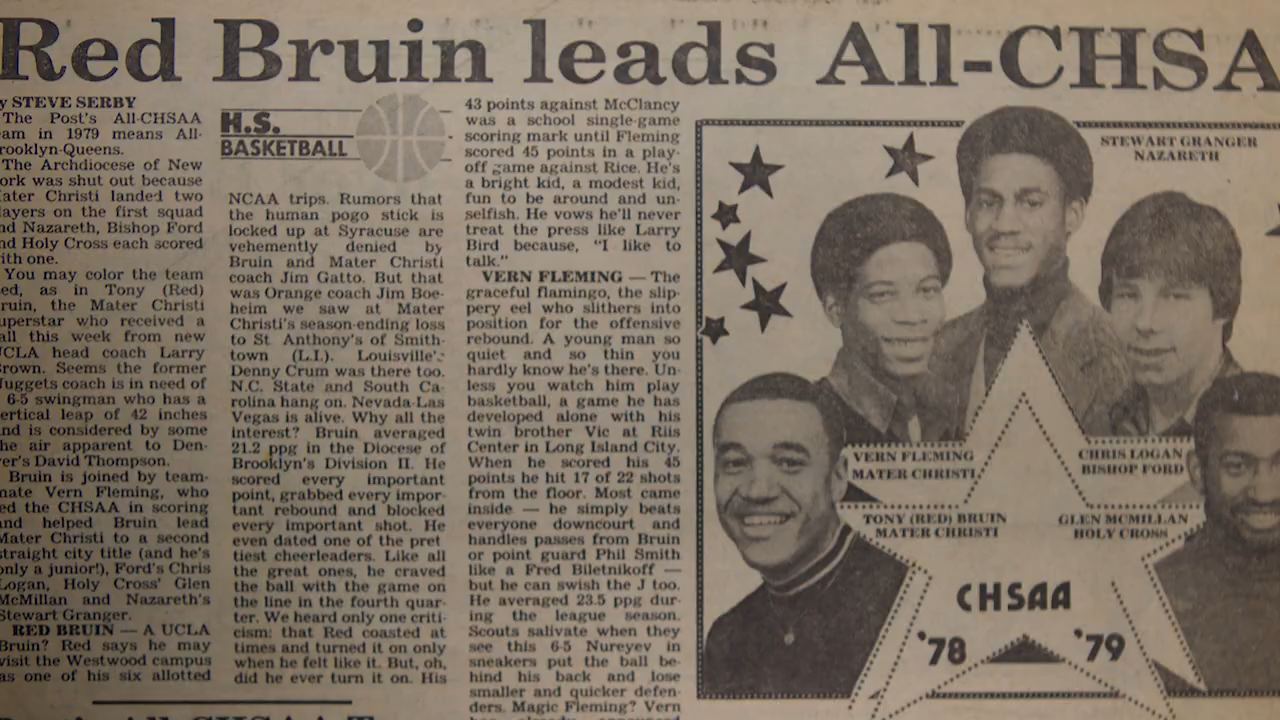 Red Bruin leads All-CHSA
y STEVE SERBY
The Post's All-CHSAA
eam in 1979 means All-
rooklyn-Queens.
The Archdiocese of New
ork was shut out because
ater Christi landed two
layers on the first squad
nd Nazareth, Bishop Ford
nd Holy Cross each scored
ith one.
You may color the team
ed, as in Tony (Red)
ruin, the Mater Christi
uperstar who received a
all this week from new
UCLA head coach Larry
rown. Seems the former
Nuggets coach is in need of
6-5 swingman who has a
ertical leap of 42 inches
nd is considered by some
he air apparent to Den-
ver's David Thompson.
Bruin is joined by team-
mate Vern Fleming, who
ed the CHSAA in scoring
and helped Bruin lead
Mater Christi to a second
straight city title (and he's
only a junior!), Ford's Chris
Logan, Holy Cross' Glen
McMillan and Nazareth's
Stewart Granger.
RED BRUIN — A UCLA
Bruin? Red says he may
visit the Westwood campus
as one of his six allotted
H.S.
BASKETBALL
NCAA trips. Rumors that
the human pogo stick is
locked up at Syracuse are
vehemently denied by
Bruin and Mater Christi
coach Jim Gatto. But that
was Orange coach Jim Boe-
heim we saw at Mater
Christi's season-ending loss
to St. Anthony's of Smith-
town (L.I.). Louisville's
Denny Crum was there too.
N.C. State and South Ca-
rolina hang on. Nevada-Las
Vegas is alive. Why all the
interest? Bruin averaged
21.2 ppg in the Diocese of
Brooklyn's Division II. He
scored every important
point, grabbed every impor-
tant rebound and blocked
every important shot. He
even dated one of the pret
tiest cheerleaders. Like all
the great ones, he craved
the ball with the game on
the line in the fourth quar-
ter. We heard only one criti-
cism: that Red coasted at
times and turned it on only
when he felt like it. But, oh,
did he ever turn it on. His
43 points against McClancy
was a school single-game
scoring mark until Fleming
scored 45 points in a play-
off game against Rice. He's
a bright kid, a modest kid,
fun to be around and un-
selfish. He vows he'll never
treat the press like Larry
Bird because, "I like to
talk."
VERN FLEMING — The
graceful flamingo, the slip-
pery eel who slithers into
position for the offensive
rebound. A young man so
quiet and so thin you
hardly know he's there. Un-
less you watch him play
basketball, a game he has
developed alone with his
twin brother Vic at Riis
Center in Long Island City.
When he scored his 45
points he hit 17 of 22 shots
from the floor. Most came
inside — he simply beats
everyone downcourt and
handles passes from Bruin
or point guard Phil Smith
like a Fred Biletnikoff —
but he can swish the J too.
He averaged 23.5 ppg dur-
ing the league season.
Scouts salivate when they
see this 6-5 Nureyev in
sneakers put the ball be-
hind his back and lose
smaller and quicker defen-
ders. Magic Fleming? Vern
STEWART GRANGER
NAZARETH
VERN FLEMING
MATER CHRISTI
CHRIS LOGAN
BISHOP FORD
TONY (RED) BRUIN
MATER CHRISTI
GLEN MCMILLAN
HOLY CROSS
CHSAA
'78 '79